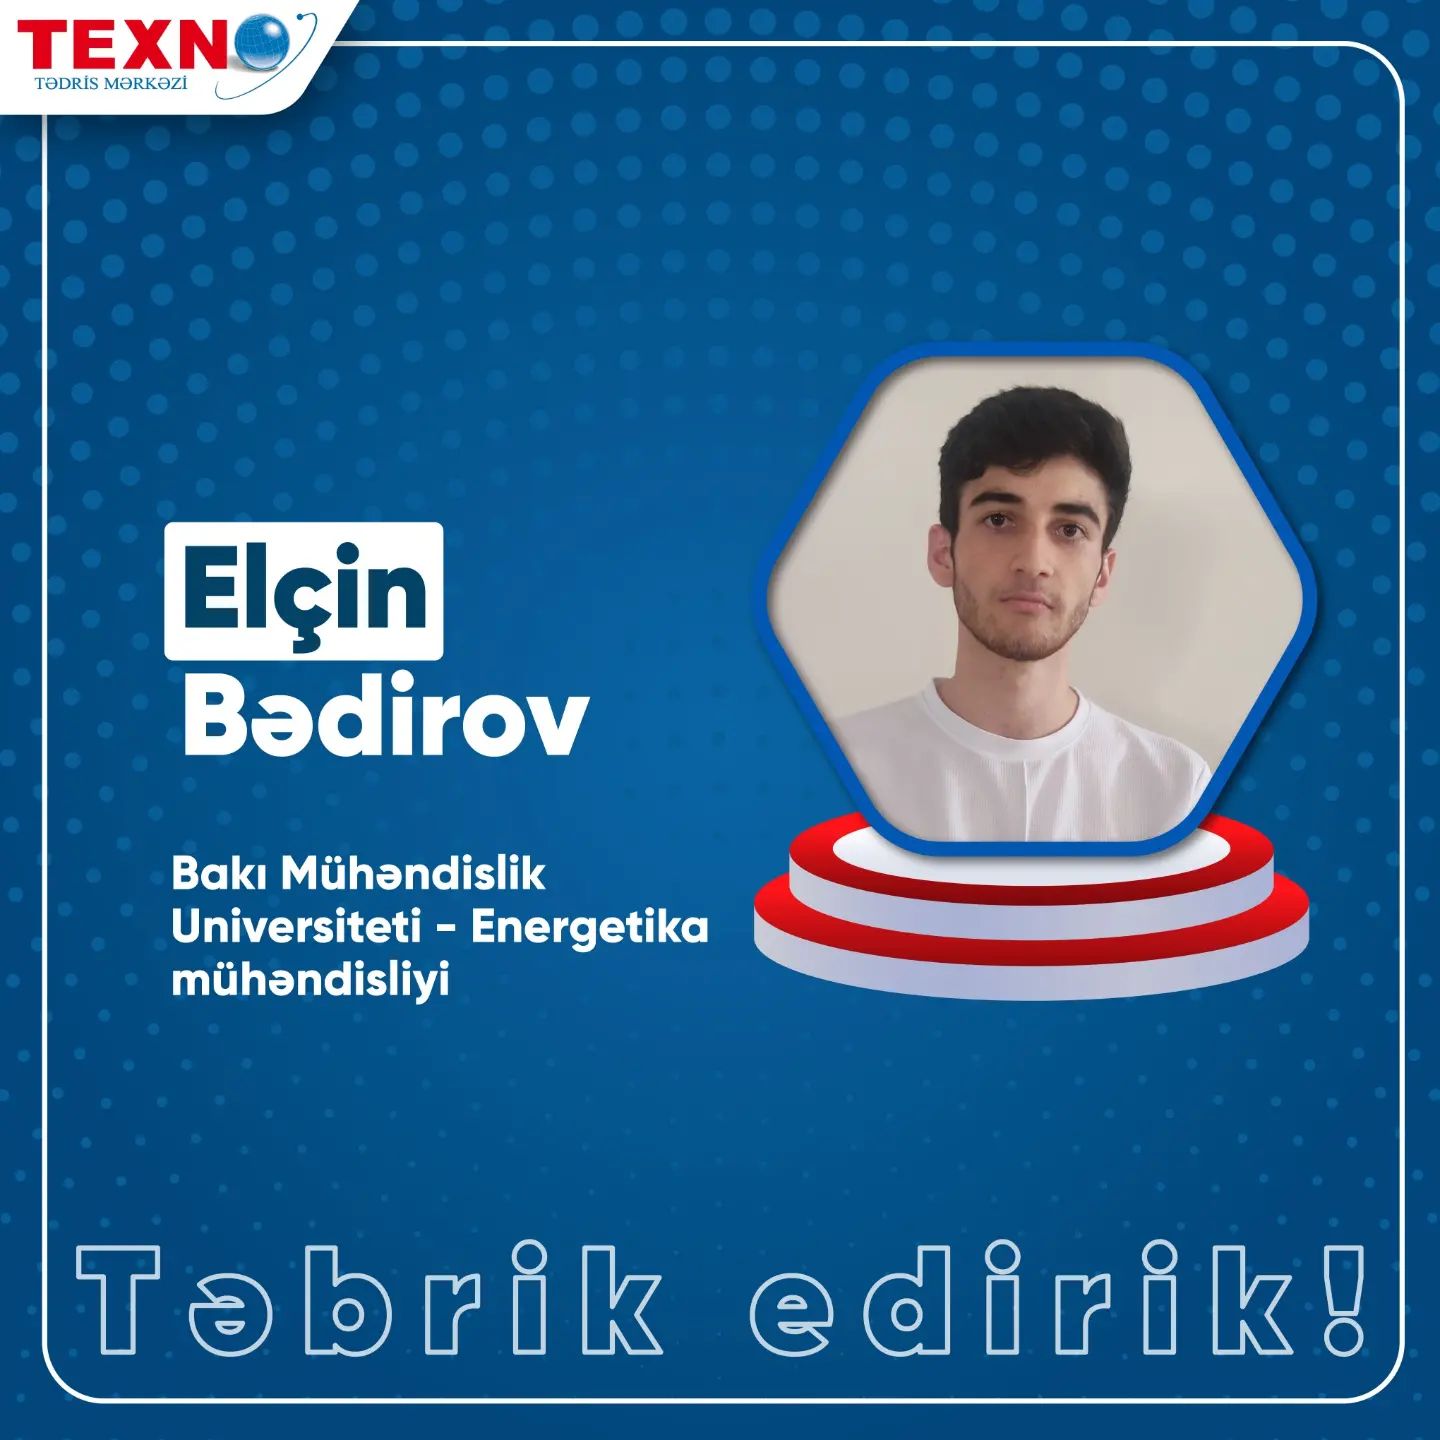 TEXNO
TƏDRİS MƏRKƏZİ
Elçin
Bədirov
Bakı Mühəndislik
Universiteti - Energetika
mühəndisliyi
Təbrik edirik!